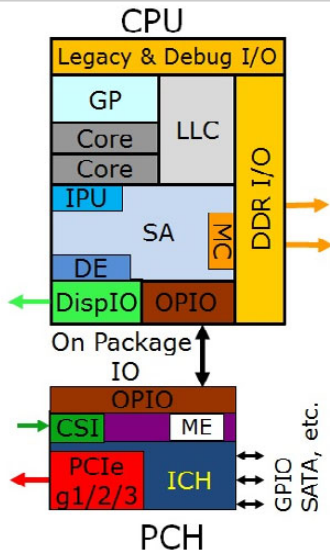 CPU
Legacy & Debug I/O
GP
LLC
Core
Core
IPU
SA
MC
DDR I/O
DE
DispIO
OPIO
On Package
IO
OPIO
CSI
ME
PCIe
g1/2/3
ICH
GPIO
SATA, etc.
PCH